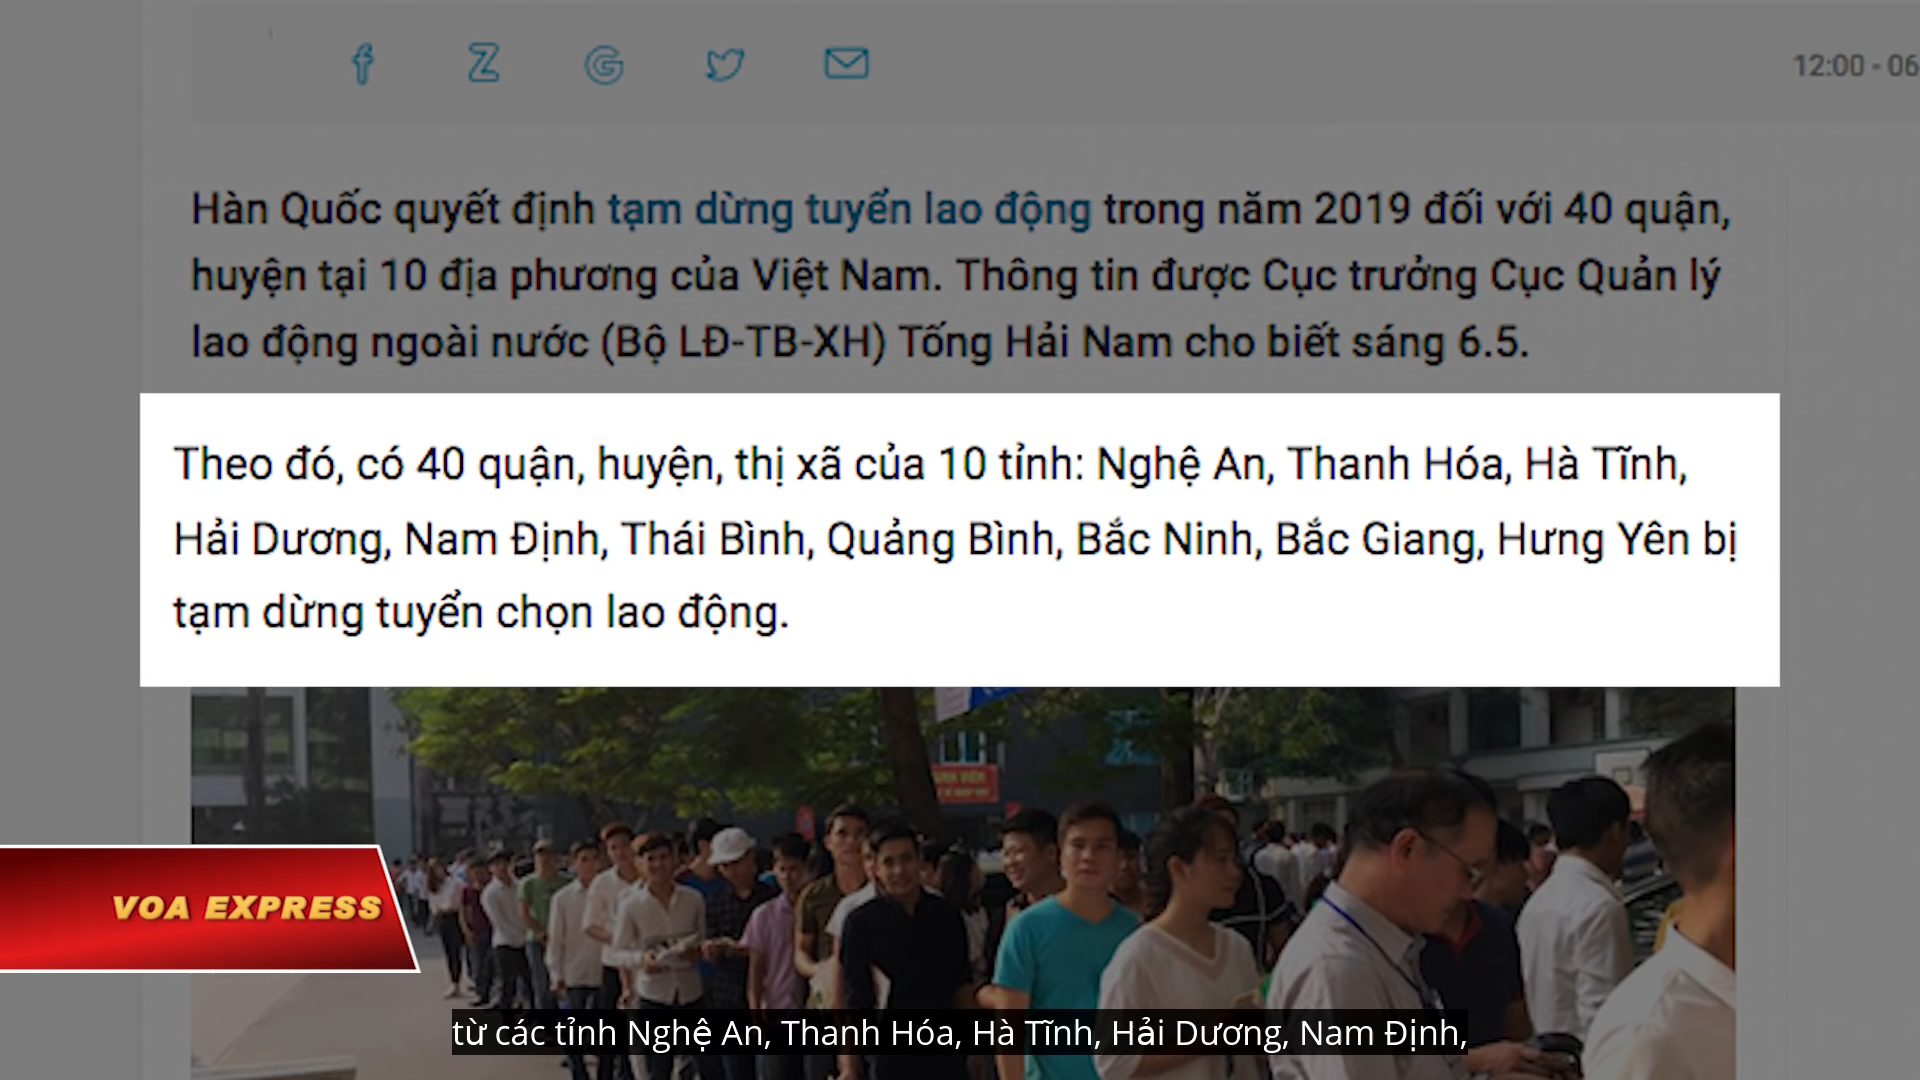 12:00 - 06
Hàn Quốc quyết định tạm dừng tuyển lao động trong năm 2019 đối với 40 quận,
huyện tại 10 địa phương của Việt Nam. Thông tin được Cục trưởng Cục Quản lý
lao động ngoài nước (Bộ LĐ-TB-XH) Tống Hải Nam cho biết sáng 6.5.
Theo đó, có 40 quận, huyện, thị xã của 10 tỉnh: Nghệ An, Thanh Hóa, Hà Tĩnh,
Hải Dương, Nam Định, Thái Bình, Quảng Bình, Bắc Ninh, Bắc Giang, Hưng Yên bị
tạm dừng tuyển chọn lao động.
VOA EXPRESS
từ các tỉnh Nghệ An, Thanh Hóa, Hà Tĩnh, Hải Dương, Nam Định,